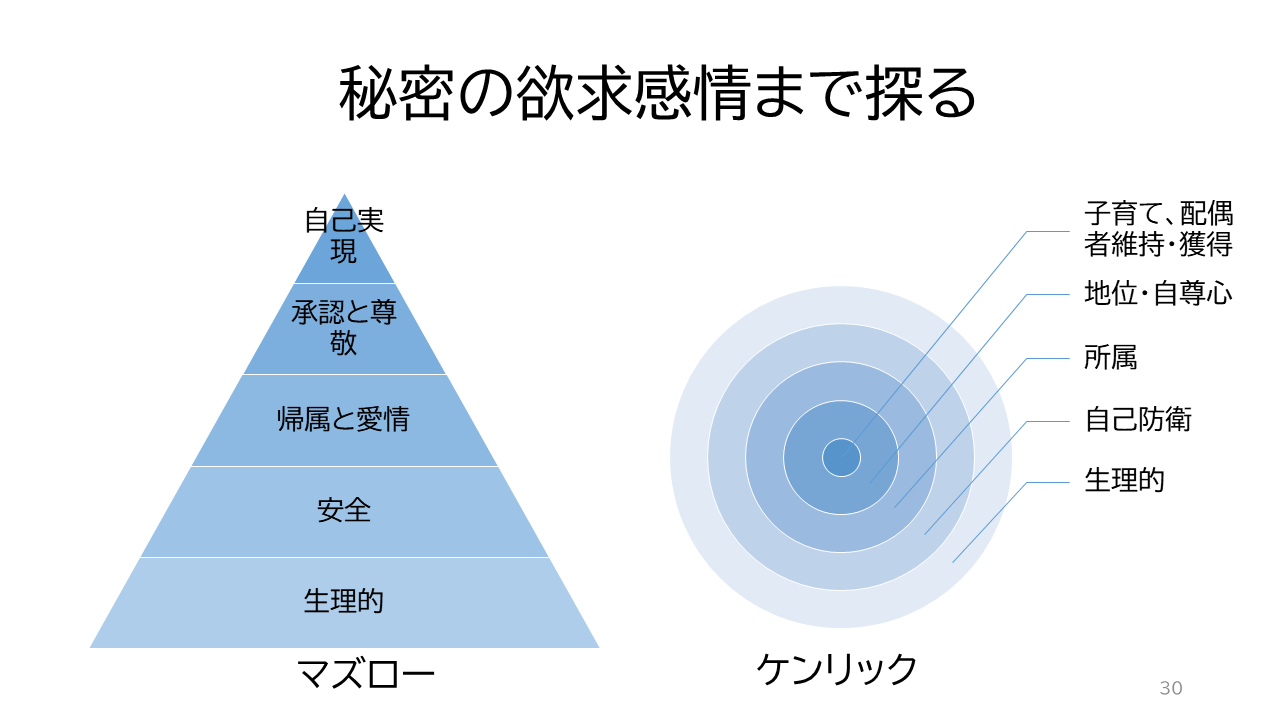 秘密の欲求感情まで探る
自己実
現
承認と尊
敬
帰属と愛情
安全
生理的
マズロー
子育て、配偶
者維持・獲得
地位・自尊心
所属
自己防衛
生理的
ケンリック
30